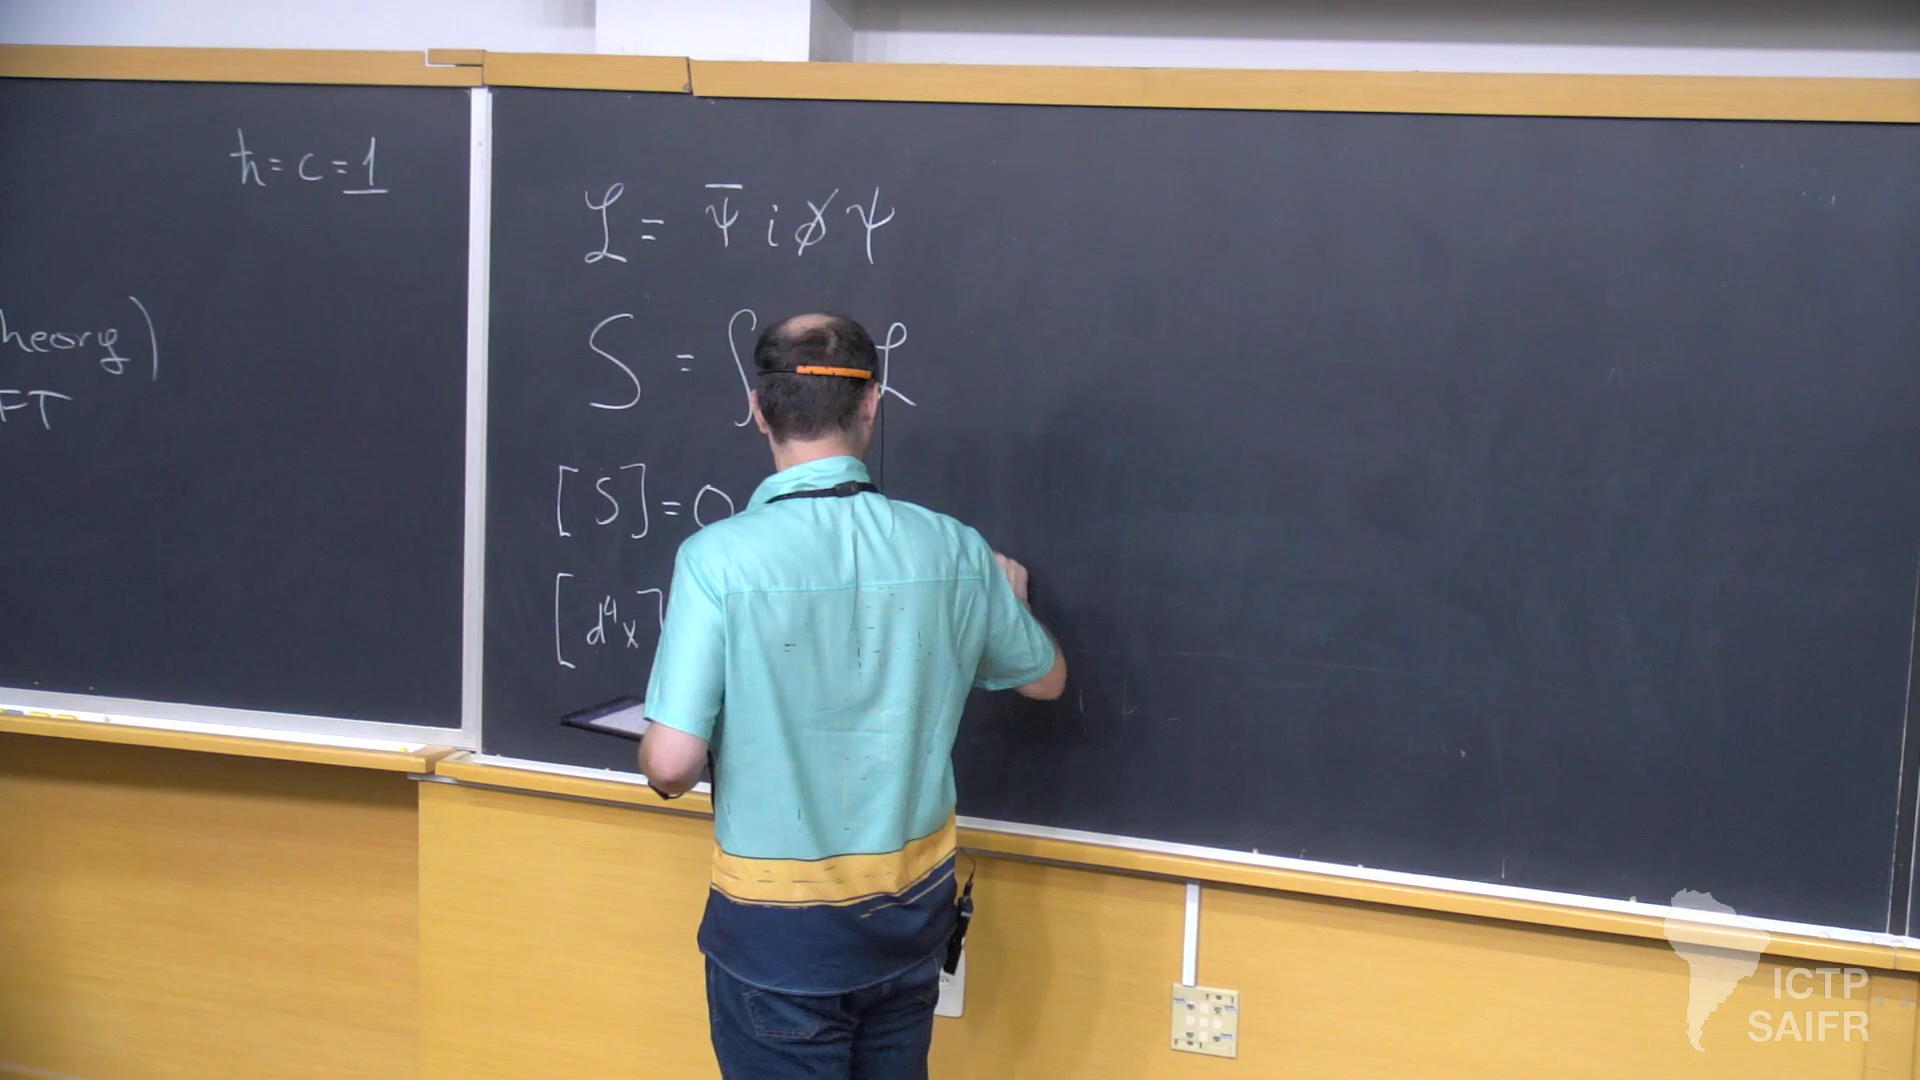 ħ = c = 1
heory)
FT
ℒ = ψ̄ i ∂̸ ψ
S = ∫ ℒ
[S] = 0
[d⁴x]
ICTP
SAIFR